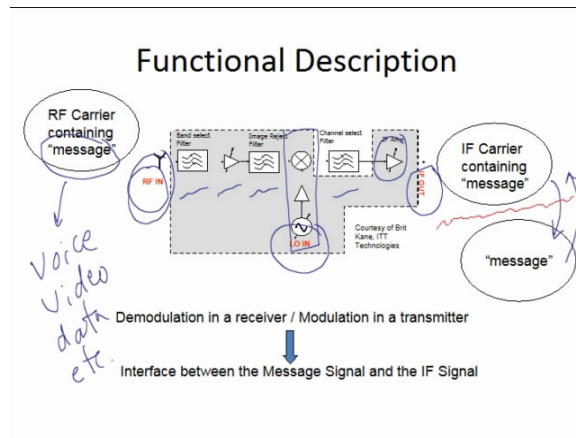 Functional Description
RF Carrier
containing
“message”
Band select
Filter
Image Reject
Filter
Channel select
Filter
IF Amp
RF IN
LO IN
IF OUT
IF Carrier
containing
“message”
Courtesy of Brit
Kane, ITT
Technologies
“message”
voice
video
data
etc.
Demodulation in a receiver / Modulation in a transmitter
Interface between the Message Signal and the IF Signal